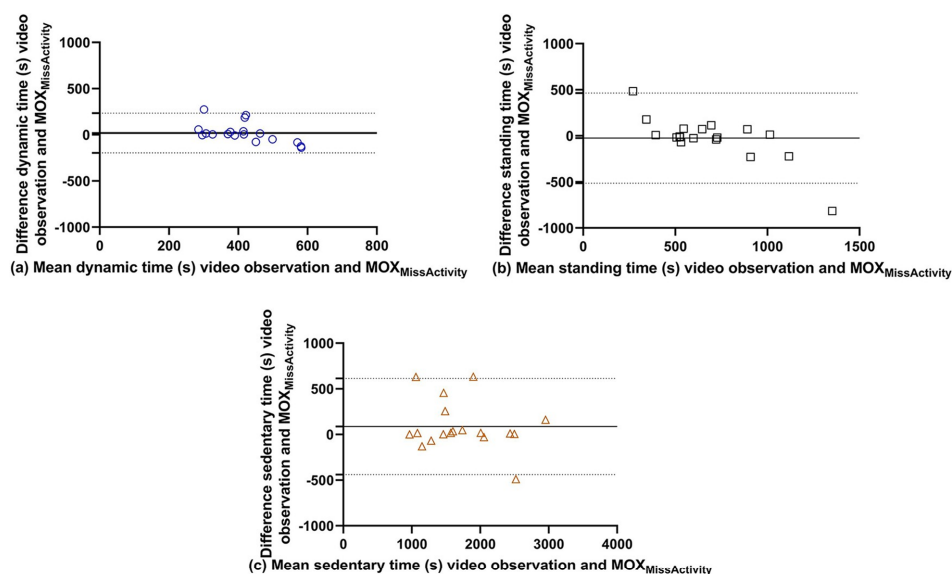 Difference dynamic time (s) video
observation and MOXMissActivity
1000
500
0
-500
-1000
0 200 400 600 800
(a) Mean dynamic time (s) video observation and MOXMissActivity
Difference standing time (s) video
observation and MOXMissActivity
1000
500
0
-500
-1000
0 500 1000 1500
(b) Mean standing time (s) video observation and MOXMissActivity
Difference sedentary time (s) video
observation and MOXMissActivity
1000
500
0
-500
-1000
0 1000 2000 3000 4000
(c) Mean sedentary time (s) video observation and MOXMissActivity